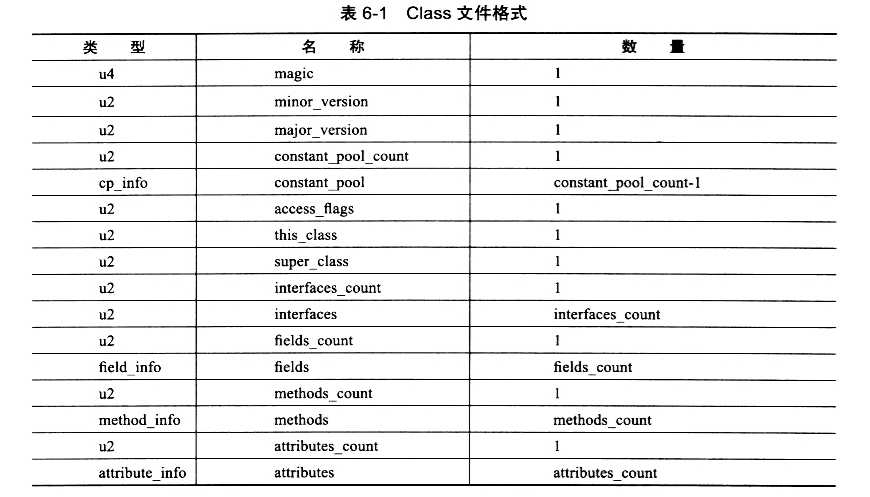 表 6-1 Class 文件格式
类 型 名 称 数 量
u4 magic 1
u2 minor_version 1
u2 major_version 1
u2 constant_pool_count 1
cp_info constant_pool constant_pool_count-1
u2 access_flags 1
u2 this_class 1
u2 super_class 1
u2 interfaces_count 1
u2 interfaces interfaces_count
u2 fields_count 1
field_info fields fields_count
u2 methods_count 1
method_info methods methods_count
u2 attributes_count 1
attribute_info attributes attributes_count